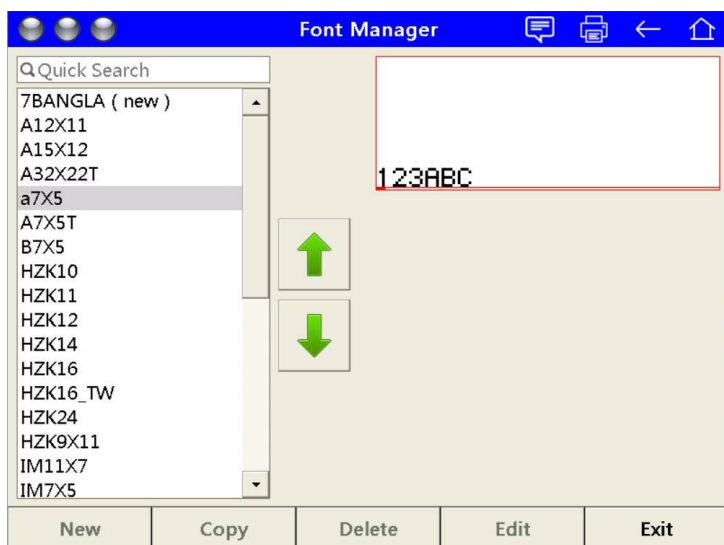 Font Manager
Quick Search
7BANGLA ( new )
A12X11
A15X12
A32X22T
a7X5
A7X5T
B7X5
HZK10
HZK11
HZK12
HZK14
HZK16
HZK16_TW
HZK24
HZK9X11
IM11X7
IM7X5
123ABC
New Copy Delete Edit Exit